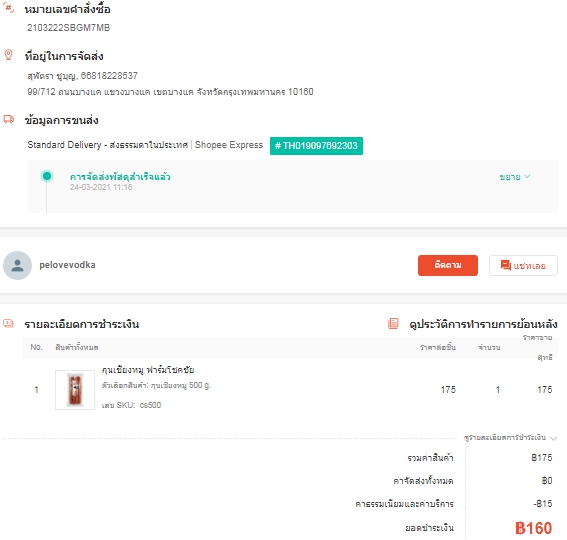 หมายเลขคำสั่งซื้อ
2103222SBGM7MB
ที่อยู่ในการจัดส่ง
สุพัตรา ชูบุญ, 66818228537
99/712 ถนนบางแค แขวงบางแค เขตบางแค จังหวัดกรุงเทพมหานคร 10160
ข้อมูลการขนส่ง
Standard Delivery - ส่งธรรมดาในประเทศ | Shopee Express # TH019097692303
การจัดส่งพัสดุสำเร็จแล้ว ขยาย
24-03-2021 11:16
pelovevodka ติดตาม แชทเลย
รายละเอียดการชำระเงิน ดูประวัติการทำรายการย้อนหลัง
No. สินค้าทั้งหมด ราคาต่อชิ้น จำนวน ราคาขายสุทธิ
กุนเชียงหมู ฟาร์มโชคชัย
1 ตัวเลือกสินค้า: กุนเชียงหมู 500 g. 175 1 175
เลข SKU: cs500
ดูรายละเอียดการชำระเงิน
รวมค่าสินค้า ฿175
ค่าจัดส่งทั้งหมด ฿0
ค่าธรรมเนียมและค่าบริการ -฿15
ยอดชำระเงิน ฿160